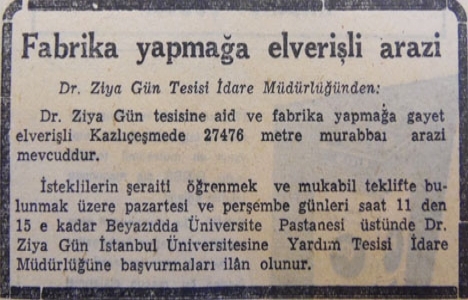 Fabrika yapmağa elverişli arazi
Dr. Ziya Gün Tesisi İdare Müdürlüğünden:
Dr. Ziya Gün tesisine aid ve fabrika yapmağa gayet
elverişli Kazlıçeşmede 27476 metre murabbaı arazi
mevcuddur.
İsteklilerin şeraiti öğrenmek ve mukabil teklifte bu-
lunmak üzere pazartesi ve perşembe günleri saat 11 den
15 e kadar Beyazıdda Üniversite Pastanesi üstünde Dr.
Ziya Gün İstanbul Üniversitesine Yardım Tesisi İdare
Müdürlüğüne başvurmaları ilân olunur.